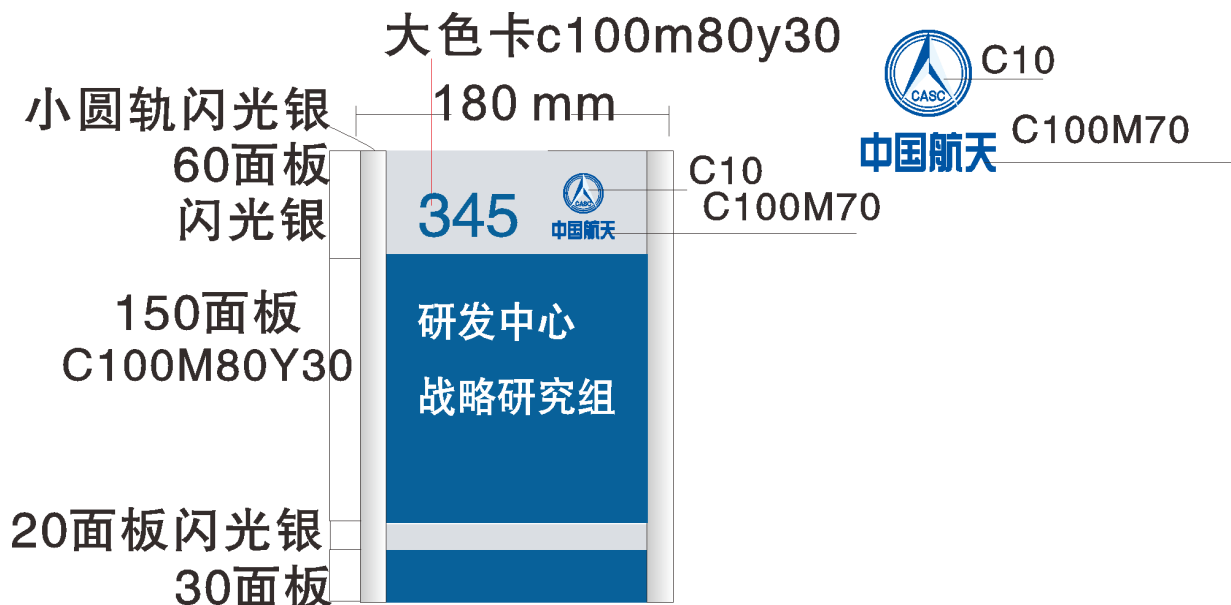 大色卡c100m80y30
180 mm
小圆轨闪光银
60面板
闪光银
345
CASC
中国航天
C10
C100M70
CASC
中国航天
C10
C100M70
150面板
C100M80Y30
研发中心
战略研究组
20面板闪光银
30面板